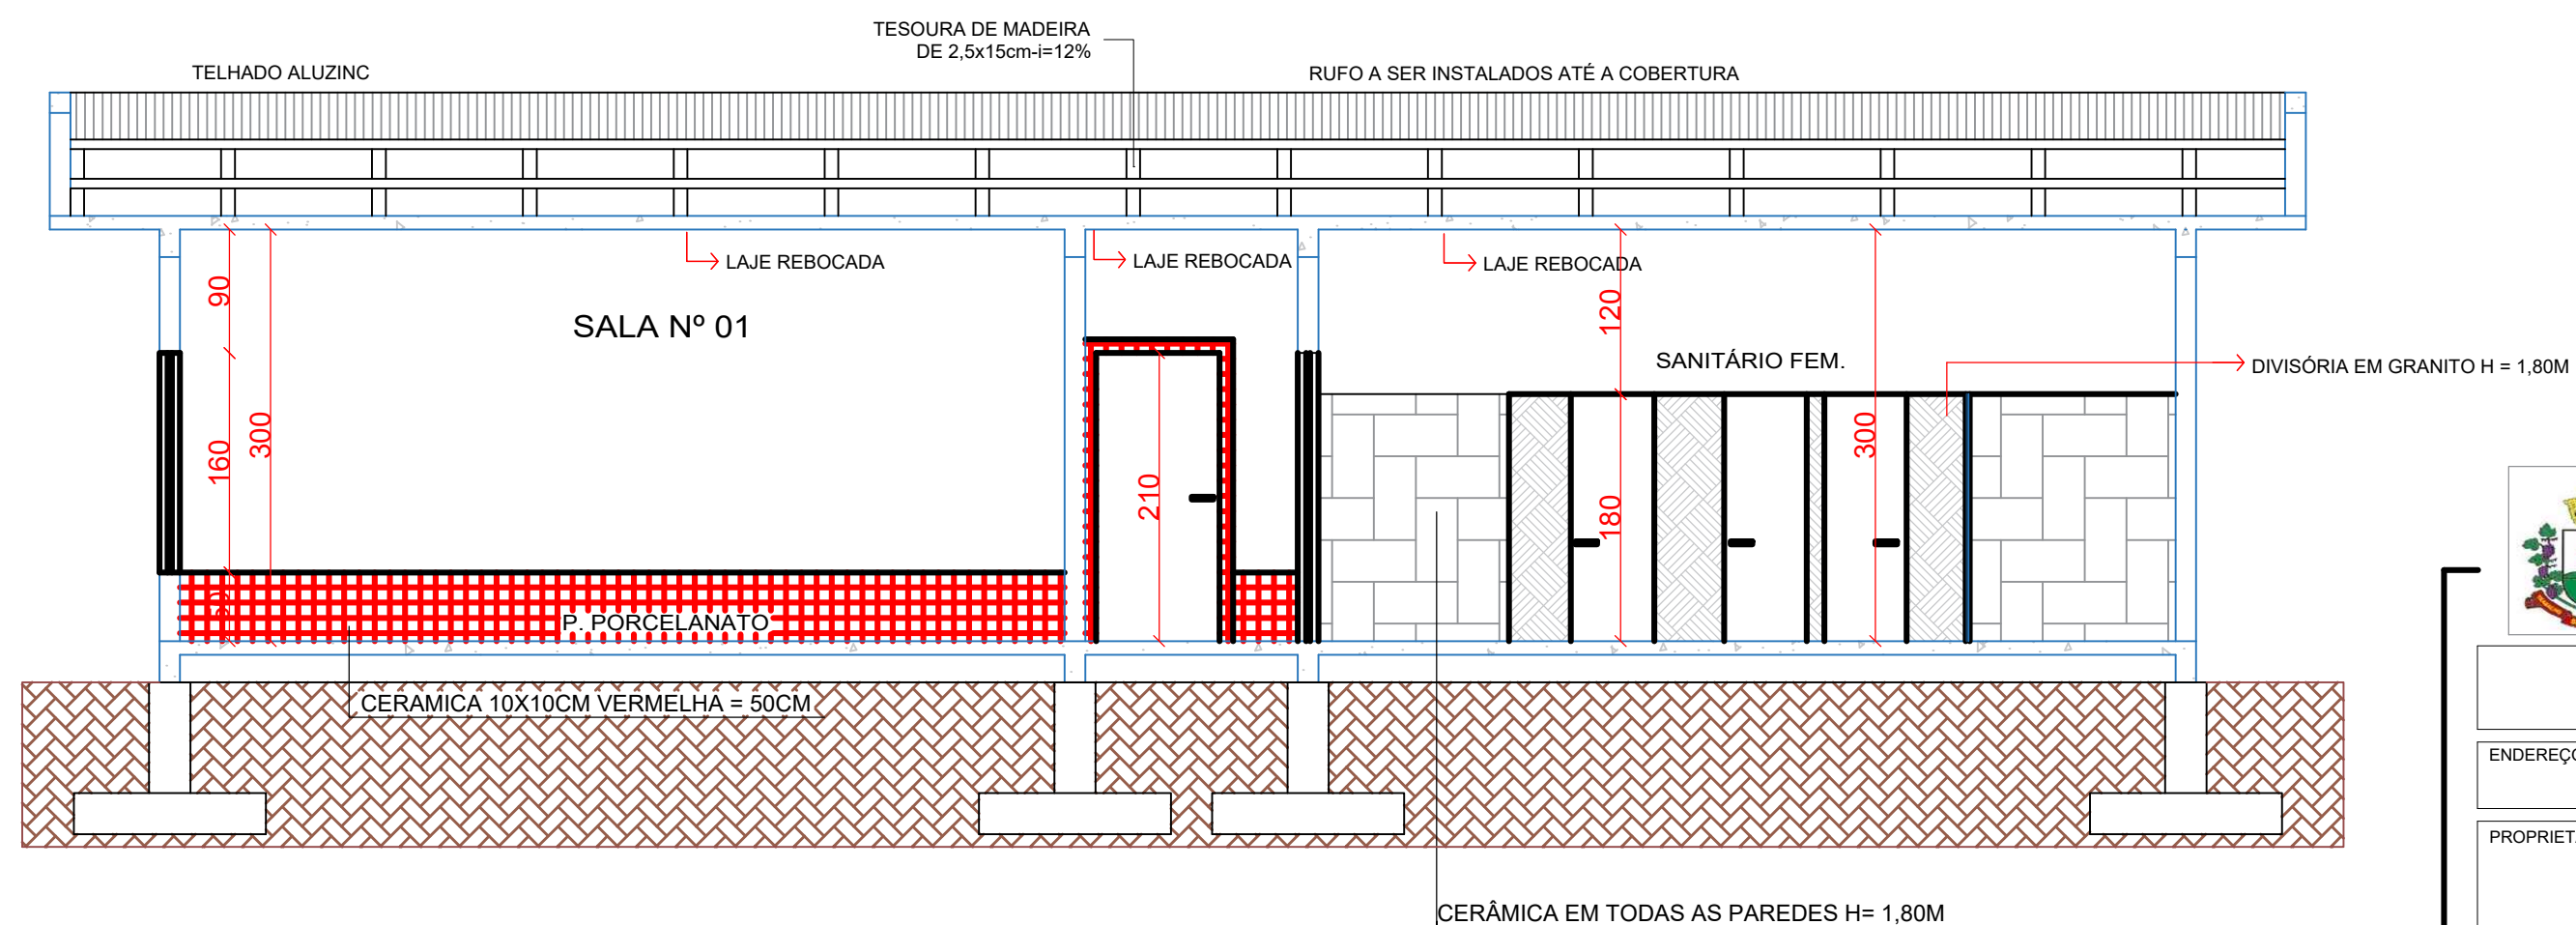 TESOURA DE MADEIRA
DE 2,5x15cm-i=12%
TELHADO ALUZINC
RUFO A SER INSTALADOS ATÉ A COBERTURA
LAJE REBOCADA
LAJE REBOCADA
LAJE REBOCADA
90
120
SALA Nº 01
SANITÁRIO FEM.
DIVISÓRIA EM GRANITO H = 1,80M
160
300
210
180
300
50
P. PORCELANATO
CERAMICA 10X10CM VERMELHA = 50CM
CERÂMICA EM TODAS AS PAREDES H= 1,80M